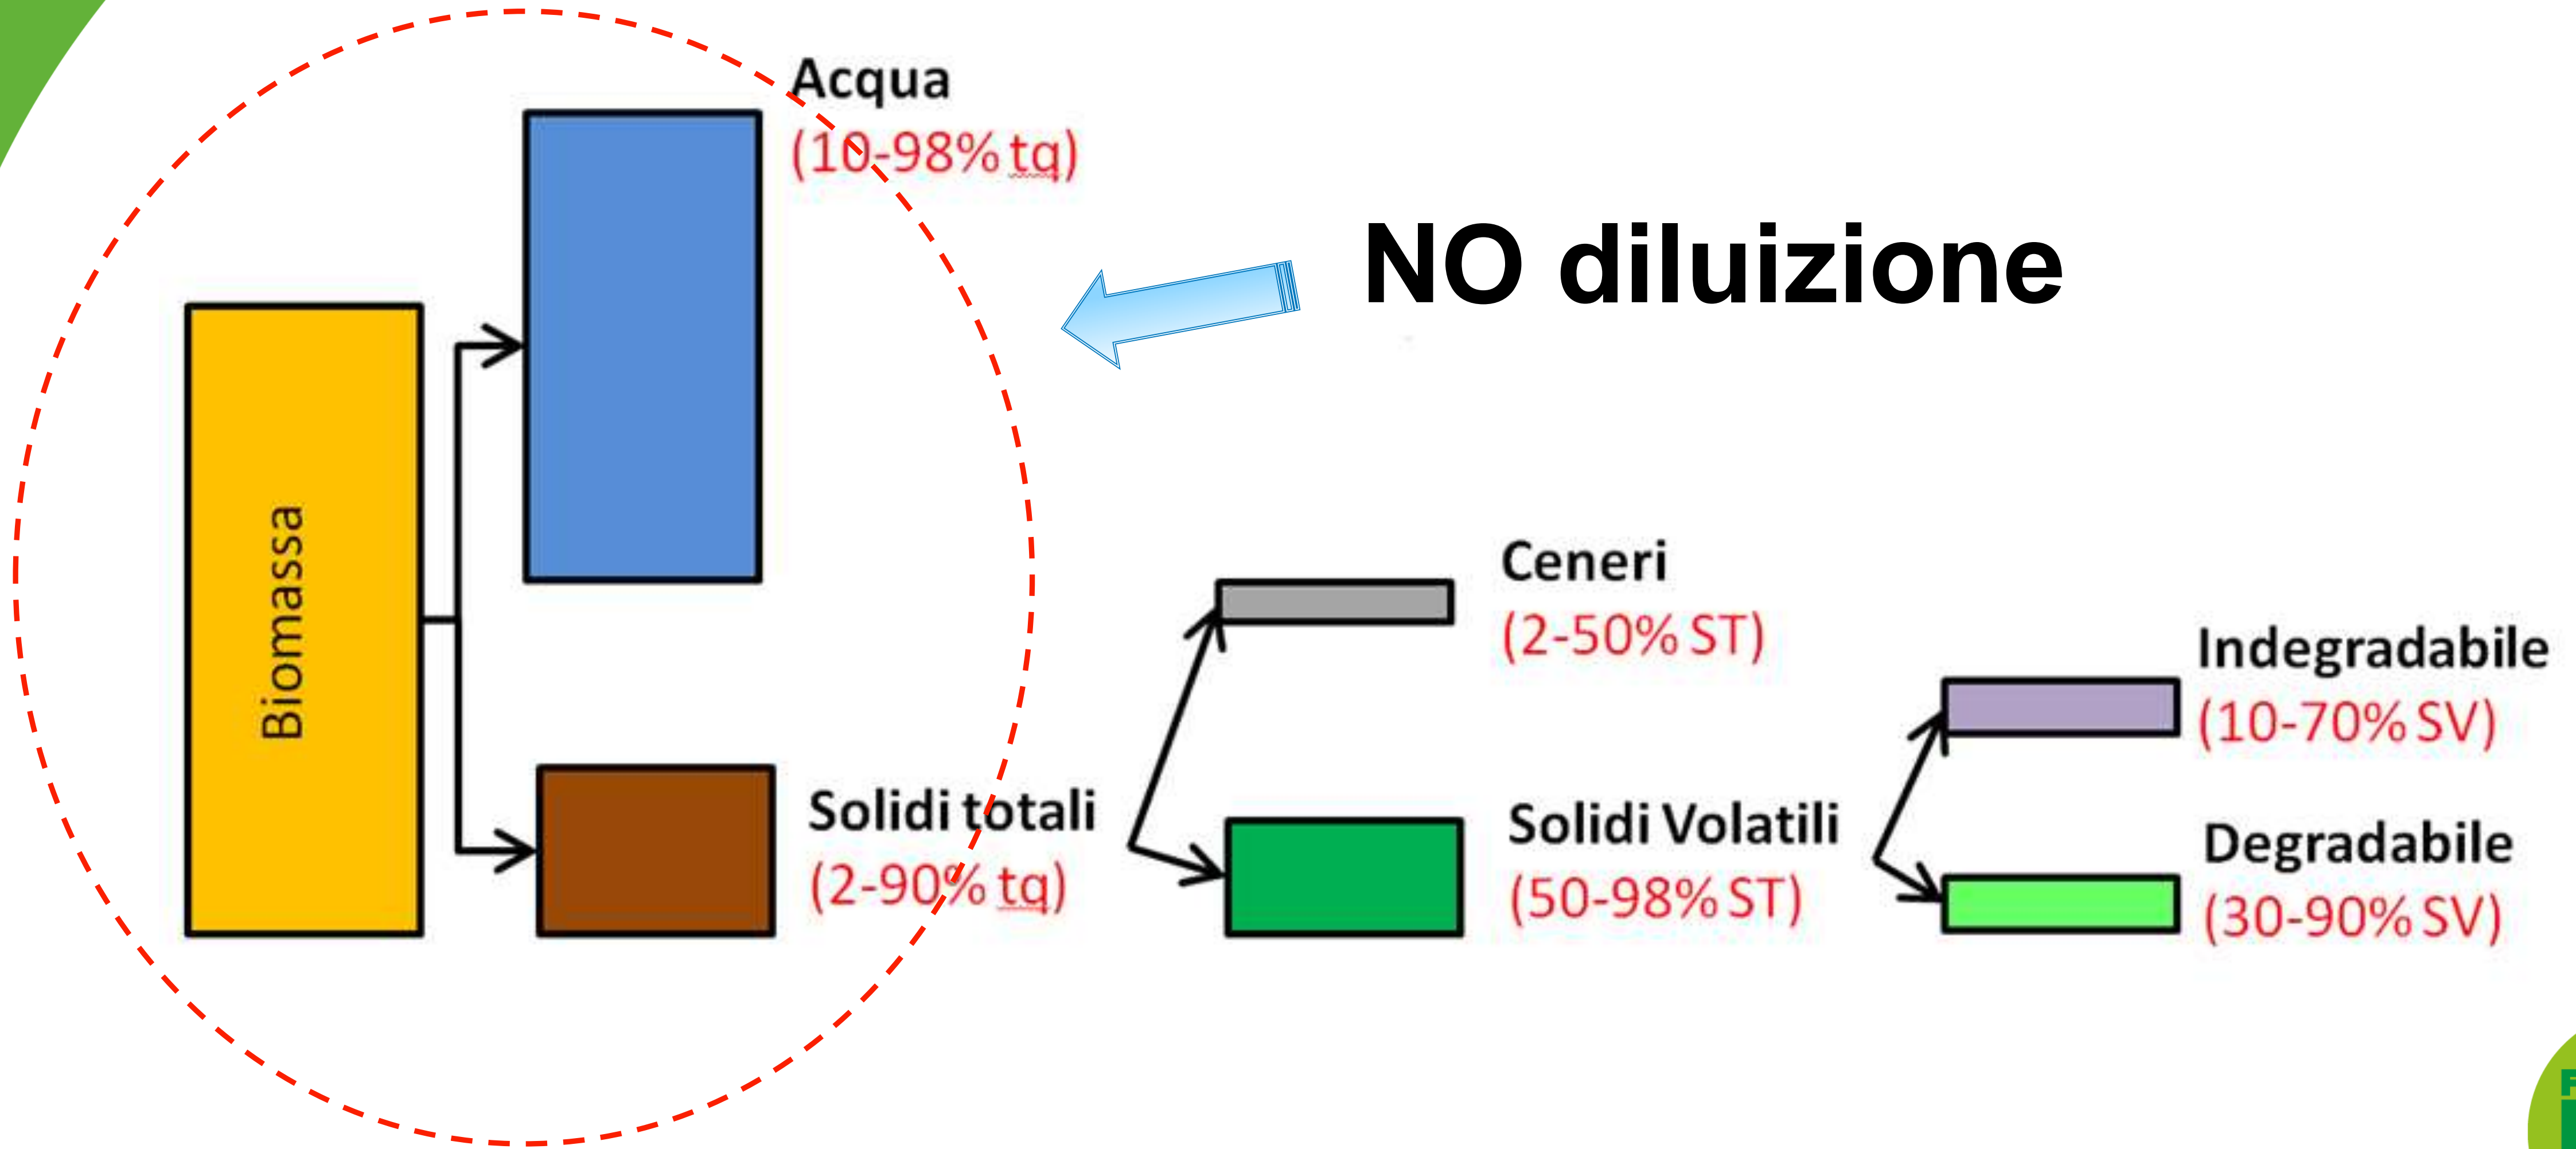 Acqua
(10-98% tq)
NO diluizione
Biomassa
Ceneri
(2-50% ST)
Indegradabile
(10-70% SV)
Solidi totali
(2-90% tq)
Solidi Volatili
(50-98% ST)
Degradabile
(30-90% SV)